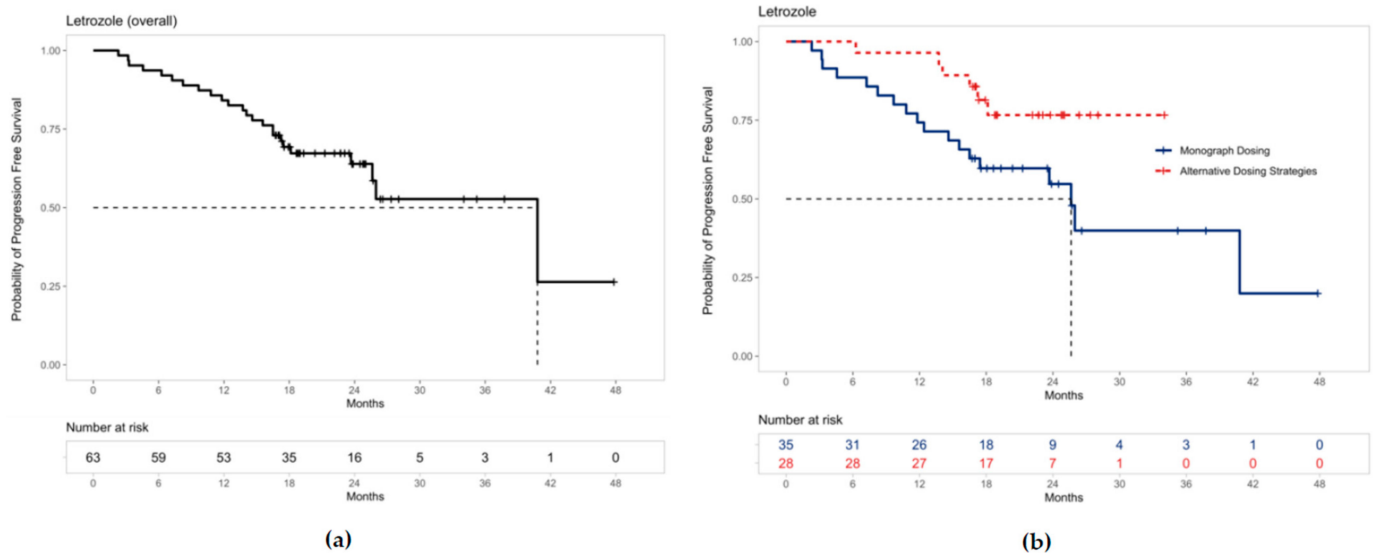 Letrozole (overall)
Probability of Progression Free Survival
1.00
0.75
0.50
0.25
0.00
0 6 12 18 24 30 36 42 48
Months
Number at risk
63 59 53 35 16 5 3 1 0
0 6 12 18 24 30 36 42 48
Months
(a)
Letrozole
Probability of Progression Free Survival
1.00
0.75
0.50
0.25
0.00
Monograph Dosing
Alternative Dosing Strategies
0 6 12 18 24 30 36 42 48
Months
Number at risk
35 31 26 18 9 4 3 1 0
28 28 27 17 7 1 0 0 0
0 6 12 18 24 30 36 42 48
Months
(b)